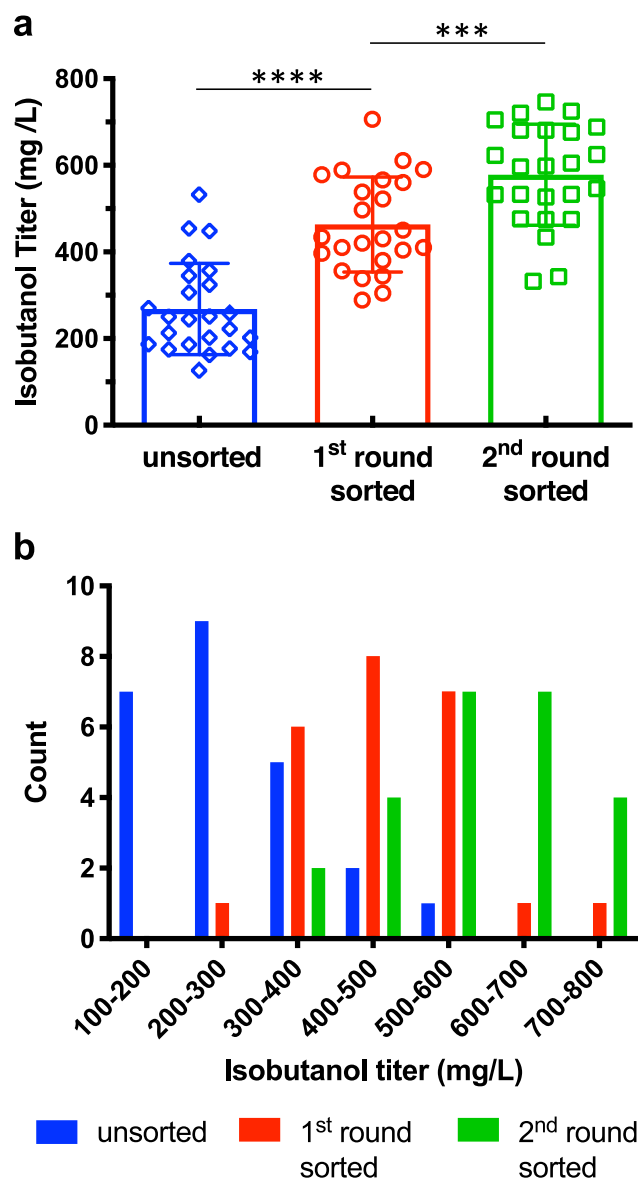 a
***
****
Isobutanol Titer (mg /L)
800
600
400
200
0
unsorted
1st round
sorted
2nd round
sorted
b
Count
10
8
6
4
2
0
100-200
200-300
300-400
400-500
500-600
600-700
700-800
Isobutanol titer (mg/L)
unsorted
1st round
sorted
2nd round
sorted